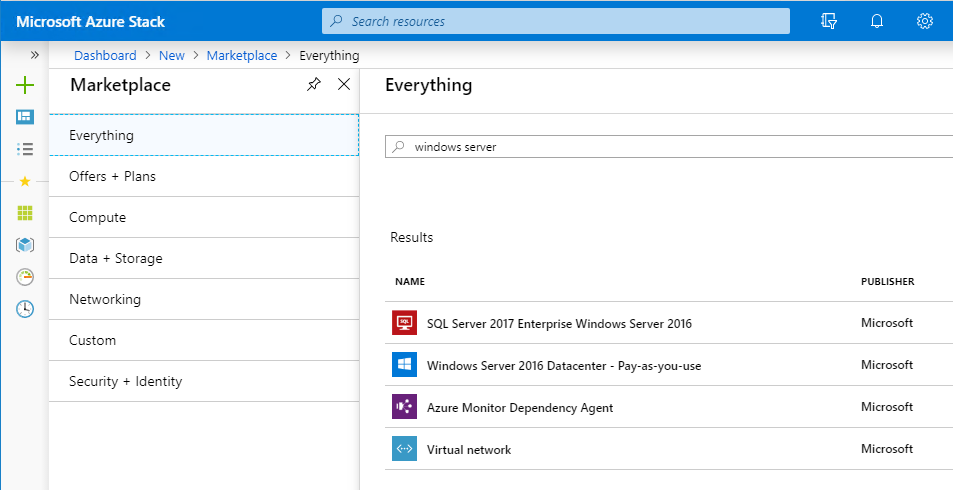 Microsoft Azure Stack
Search resources
Dashboard > New > Marketplace > Everything
Marketplace
Everything
Offers + Plans
Compute
Data + Storage
Networking
Custom
Security + Identity
Everything
windows server
Results
NAME PUBLISHER
SQL SQL Server 2017 Enterprise Windows Server 2016 Microsoft
Windows Server 2016 Datacenter - Pay-as-you-use Microsoft
Azure Monitor Dependency Agent Microsoft
Virtual network Microsoft